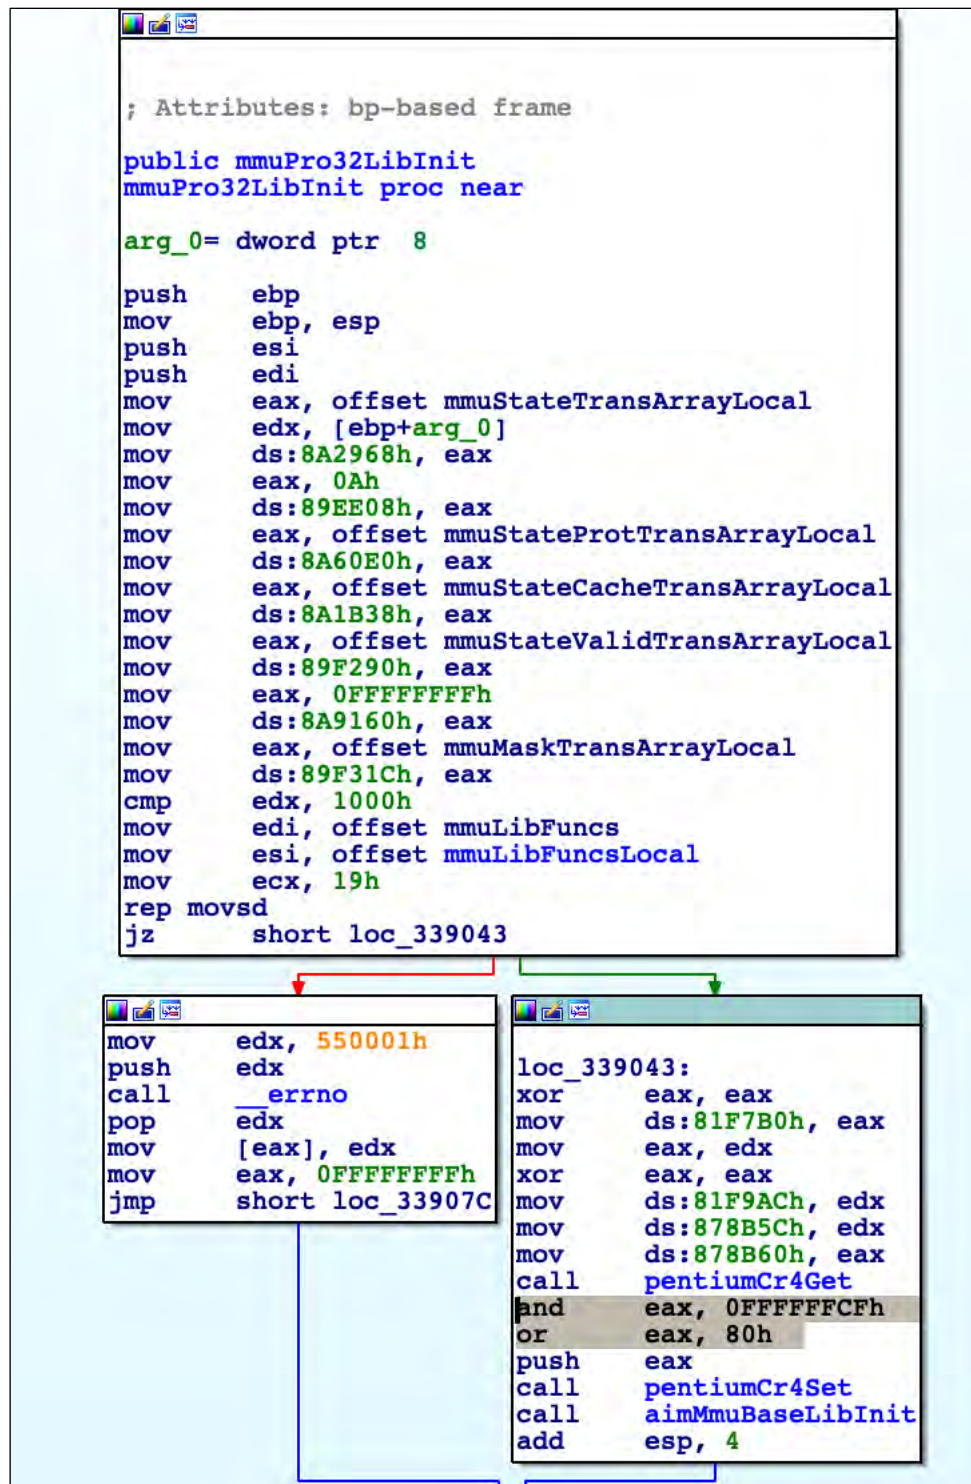 ; Attributes: bp-based frame
public mmuPro32LibInit
mmuPro32LibInit proc near
arg_0= dword ptr 8
push ebp
mov ebp, esp
push esi
push edi
mov eax, offset mmuStateTransArrayLocal
mov edx, [ebp+arg_0]
mov ds:8A2968h, eax
mov eax, 0Ah
mov ds:89EE08h, eax
mov eax, offset mmuStateProtTransArrayLocal
mov ds:8A60E0h, eax
mov eax, offset mmuStateCacheTransArrayLocal
mov ds:8A1B38h, eax
mov eax, offset mmuStateValidTransArrayLocal
mov ds:89F290h, eax
mov eax, 0FFFFFFFFh
mov ds:8A9160h, eax
mov eax, offset mmuMaskTransArrayLocal
mov ds:89F31Ch, eax
cmp edx, 1000h
mov edi, offset mmuLibFuncs
mov esi, offset mmuLibFuncsLocal
mov ecx, 19h
rep movsd
jz short loc_339043
mov edx, 550001h
push edx
call __errno
pop edx
mov [eax], edx
mov eax, 0FFFFFFFFh
jmp short loc_33907C
loc_339043:
xor eax, eax
mov ds:81F7B0h, eax
mov eax, edx
xor eax, eax
mov ds:81F9ACh, edx
mov ds:878B5Ch, edx
mov ds:878B60h, eax
call pentiumCr4Get
and eax, 0FFFFFFCFh
or eax, 80h
push eax
call pentiumCr4Set
call aimMmuBaseLibInit
add esp, 4